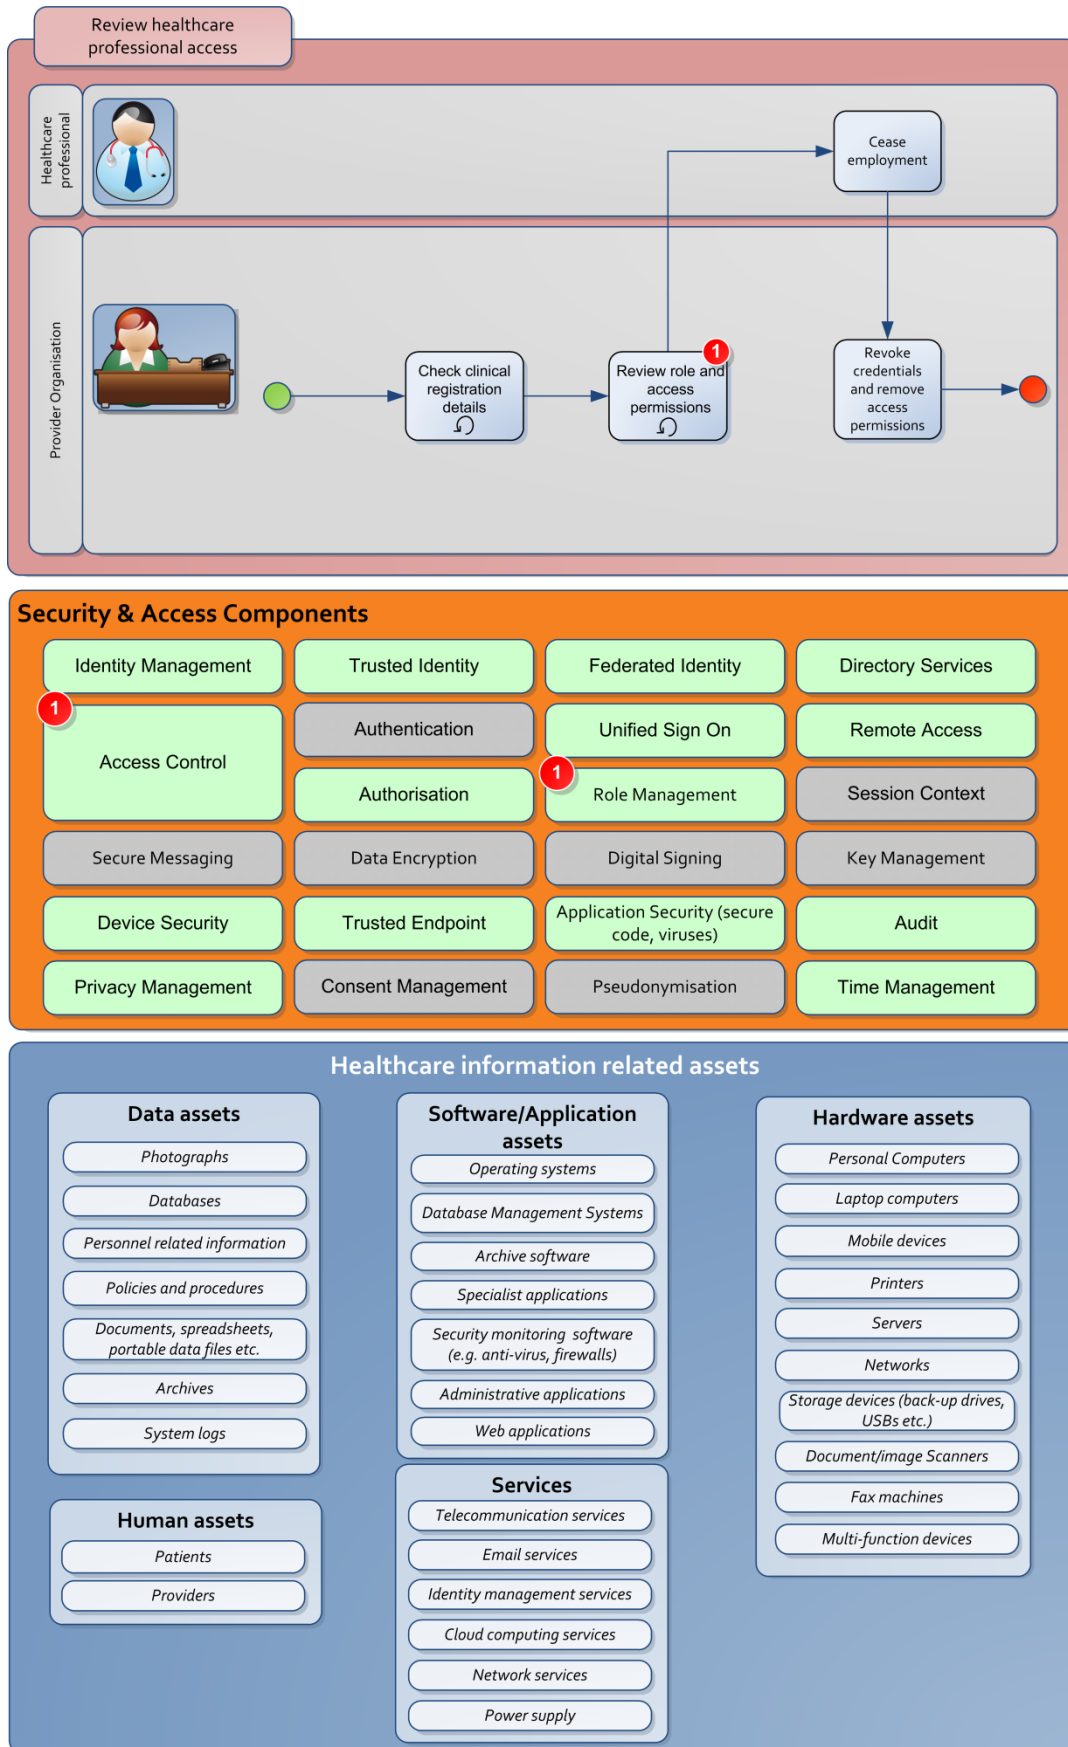 Review healthcare
professional access
Healthcare
professional
Cease
employment
Provider Organisation
Check clinical
registration
details
1
Review role and
access
permissions
Revoke
credentials
and remove
access
permissions
Security & Access Components
Identity Management
Trusted Identity
Federated Identity
Directory Services
1
Access Control
Authentication
Unified Sign On
Remote Access
Authorisation
1
Role Management
Session Context
Secure Messaging
Data Encryption
Digital Signing
Key Management
Device Security
Trusted Endpoint
Application Security (secure
code, viruses)
Audit
Privacy Management
Consent Management
Pseudonymisation
Time Management
Healthcare information related assets
Data assets
Photographs
Databases
Personnel related information
Policies and procedures
Documents, spreadsheets,
portable data files etc.
Archives
System logs
Human assets
Patients
Providers
Software/Application
assets
Operating systems
Database Management Systems
Archive software
Specialist applications
Security monitoring software
(e.g. anti-virus, firewalls)
Administrative applications
Web applications
Services
Telecommunication services
Email services
Identity management services
Cloud computing services
Network services
Power supply
Hardware assets
Personal Computers
Laptop computers
Mobile devices
Printers
Servers
Networks
Storage devices (back-up drives,
USBs etc.)
Document/image Scanners
Fax machines
Multi-function devices